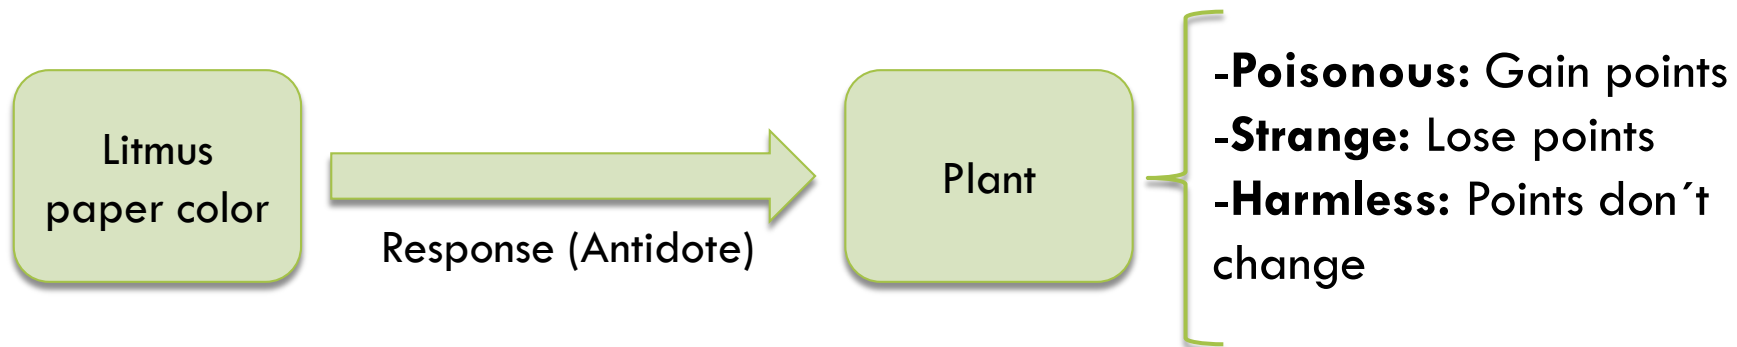 Litmus
paper color
Response (Antidote)
Plant
-Poisonous: Gain points
-Strange: Lose points
-Harmless: Points don´t
change